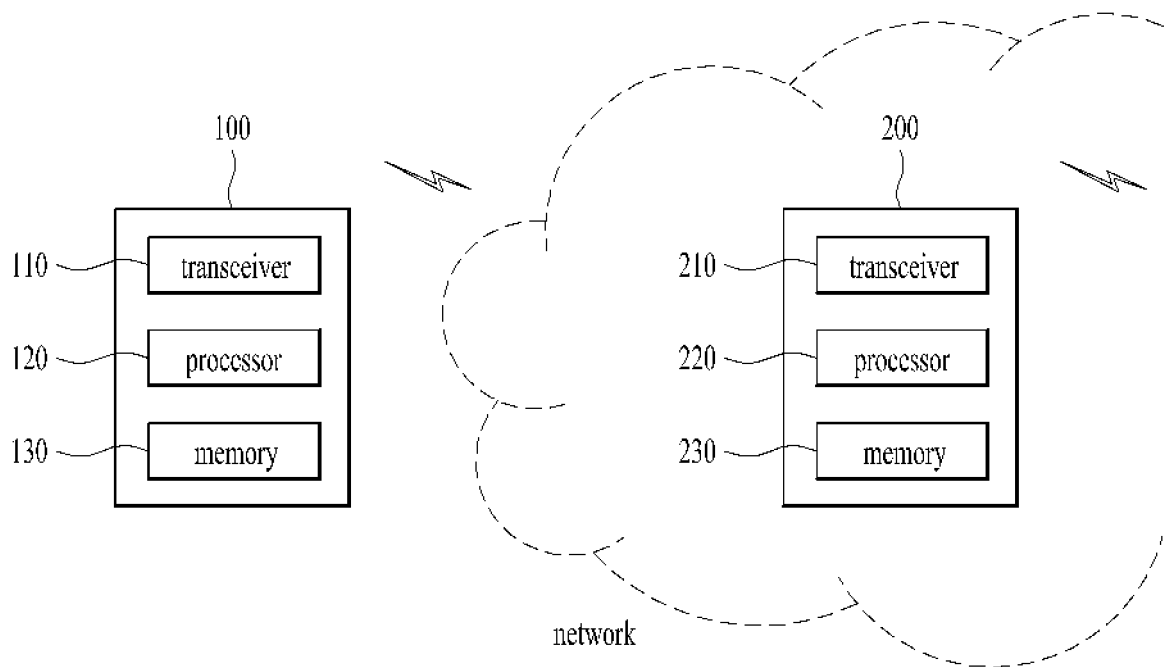 100
200
110
transceiver
210
transceiver
120
processor
220
processor
130
memory
230
memory
network